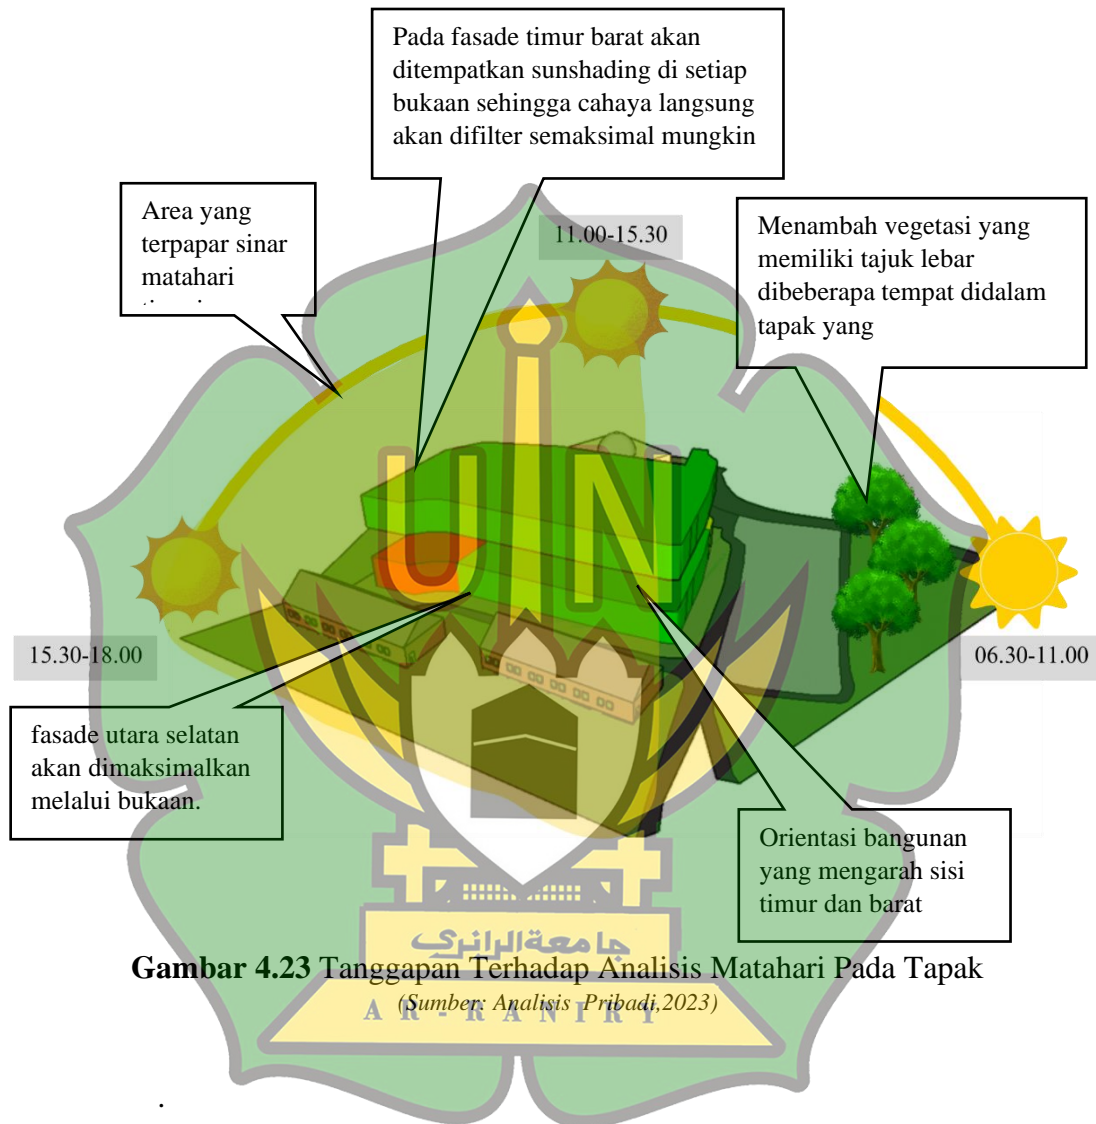 Pada fasade timur barat akan
ditempatkan sunshading di setiap
bukaan sehingga cahaya langsung
akan difilter semaksimal mungkin
Area yang
terpapar sinar
matahari
11.00-15.30
Menambah vegetasi yang
memiliki tajuk lebar
dibeberapa tempat didalam
tapak yang
UIN
15.30-18.00
06.30-11.00
fasade utara selatan
akan dimaksimalkan
melalui bukaan.
Orientasi bangunan
yang mengarah sisi
timur dan barat
جامعةالرانري
Gambar 4.23 Tanggapan Terhadap Analisis Matahari Pada Tapak
(Sumber: Analisis Pribadi,2023)
AR-RANIRY
.